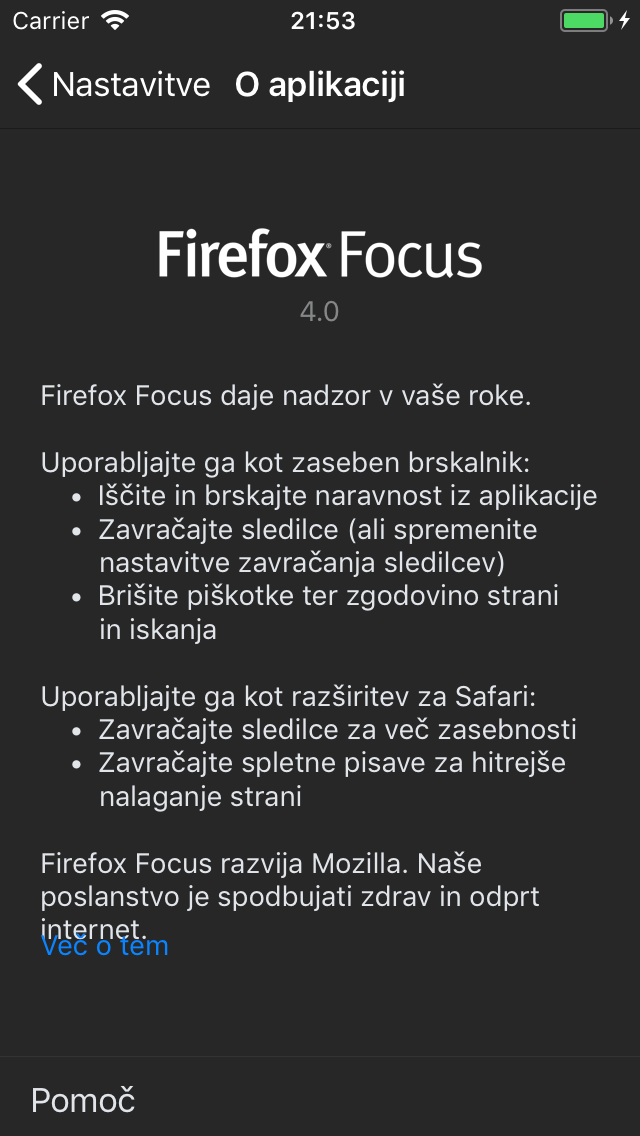 Carrier 21:53
Nastavitve O aplikaciji
Firefox Focus
4.0
Firefox Focus daje nadzor v vaše roke.
Uporabljajte ga kot zaseben brskalnik:
• Iščite in brskajte naravnost iz aplikacije
• Zavračajte sledilce (ali spremenite
nastavitve zavračanja sledilcev)
• Brišite piškotke ter zgodovino strani
in iskanja
Uporabljajte ga kot razširitev za Safari:
• Zavračajte sledilce za več zasebnosti
• Zavračajte spletne pisave za hitrejše
nalaganje strani
Firefox Focus razvija Mozilla. Naše
poslanstvo je spodbujati zdrav in odprt
internet.
Več o tem
Pomoč